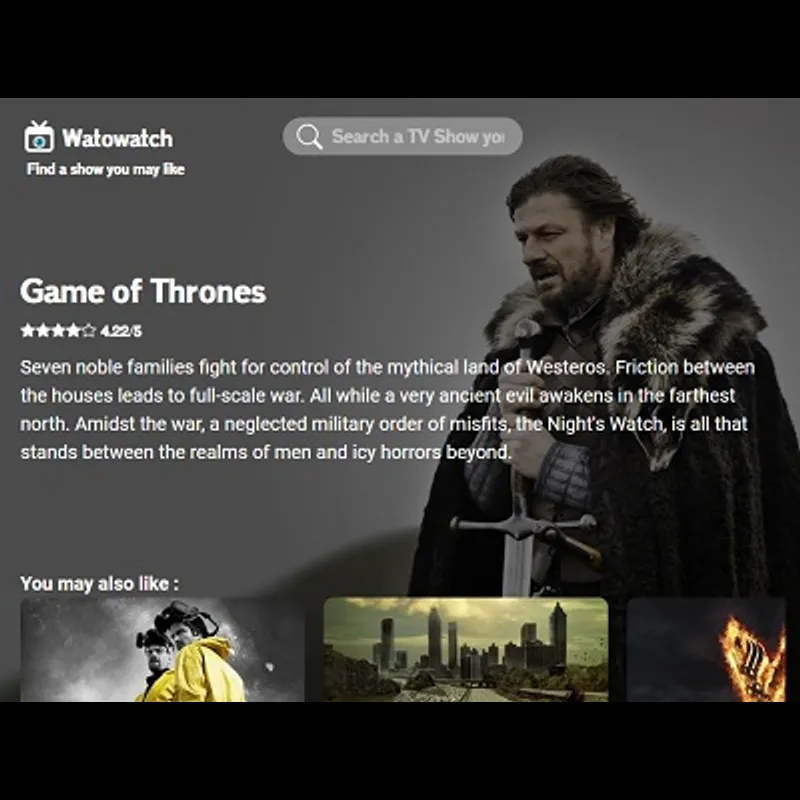 Watowatch
Search a TV Show you
Find a show you may like
Game of Thrones
4.22/5
Seven noble families fight for control of the mythical land of Westeros. Friction between
the houses leads to full-scale war. All while a very ancient evil awakens in the farthest
north. Amidst the war, a neglected military order of misfits, the Night's Watch, is all that
stands between the realms of men and icy horrors beyond.
You may also like :